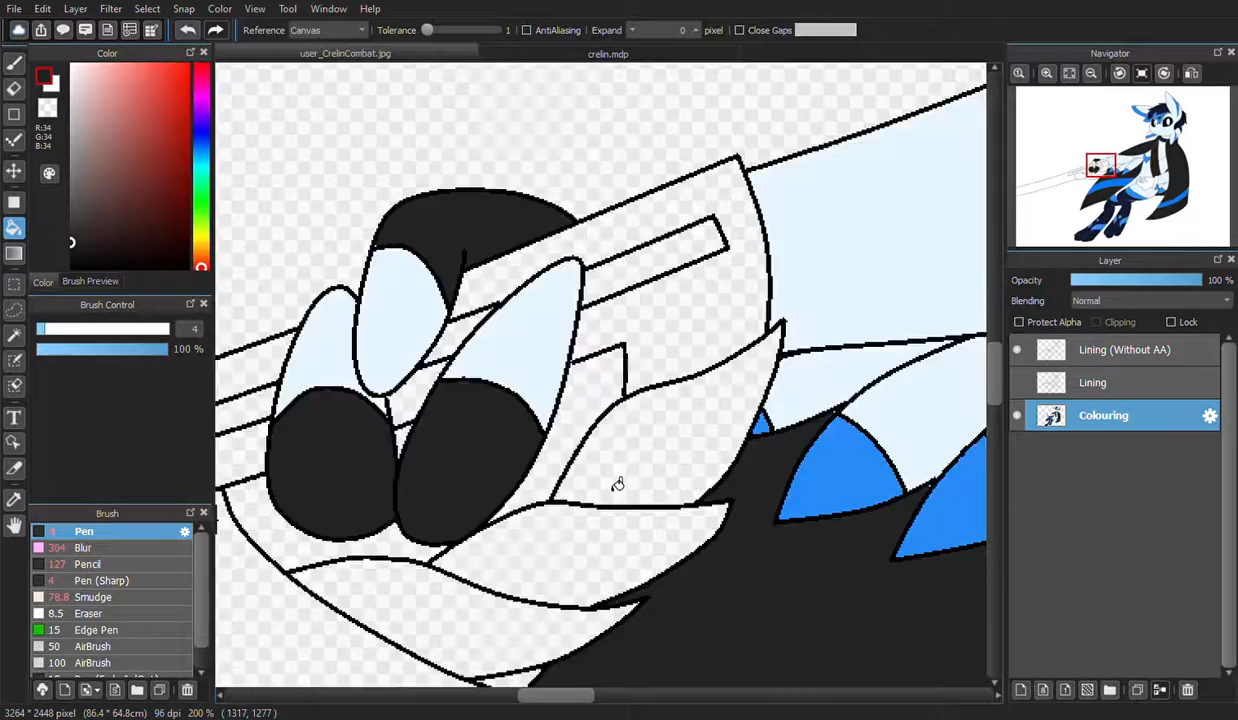 File Edit Layer Filter Select Snap Color View Tool Window Help
Reference Canvas Tolerance 1 AntiAliasing Expand 0 pixel Close Gaps
Color
user_CrelinCombat.jpg
crelin.mdp
Navigator
R:34
G:34
B:34
Color Brush Preview
Brush Control
4
100 %
Layer
Opacity 100 %
Blending Normal
Protect Alpha Clipping Lock
Lining (Without AA)
Lining
Colouring
Brush
4 Pen
304 Blur
127 Pencil
4 Pen (Sharp)
78.8 Smudge
8.5 Eraser
15 Edge Pen
50 AirBrush
100 AirBrush
3264 * 2448 pixel (86.4 * 64.8cm) 96 dpi 200 % ( 1317, 1277 )